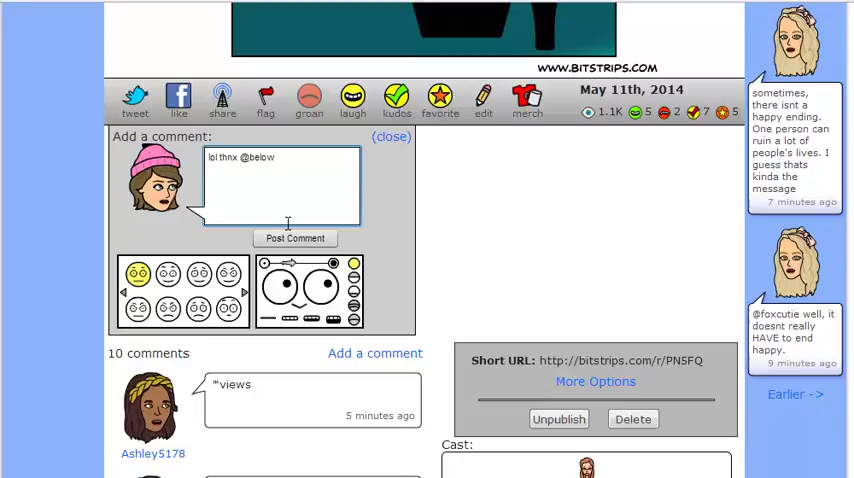 WWW.BITSTRIPS.COM
tweet like share flag groan laugh kudos favorite edit merch
May 11th, 2014
1.1K 5 2 7 5
Add a comment: (close)
lol thnx @below
Post Comment
10 comments Add a comment
"'views
5 minutes ago
Ashley5178
Short URL: http://bitstrips.com/r/PN5FQ
More Options
Unpublish Delete
Cast:
sometimes,
there isnt a
happy ending.
One person can
ruin a lot of
people's lives. I
guess thats
kinda the
message
7 minutes ago
@foxcutie well, it
doesnt really
HAVE to end
happy.
9 minutes ago
Earlier ->